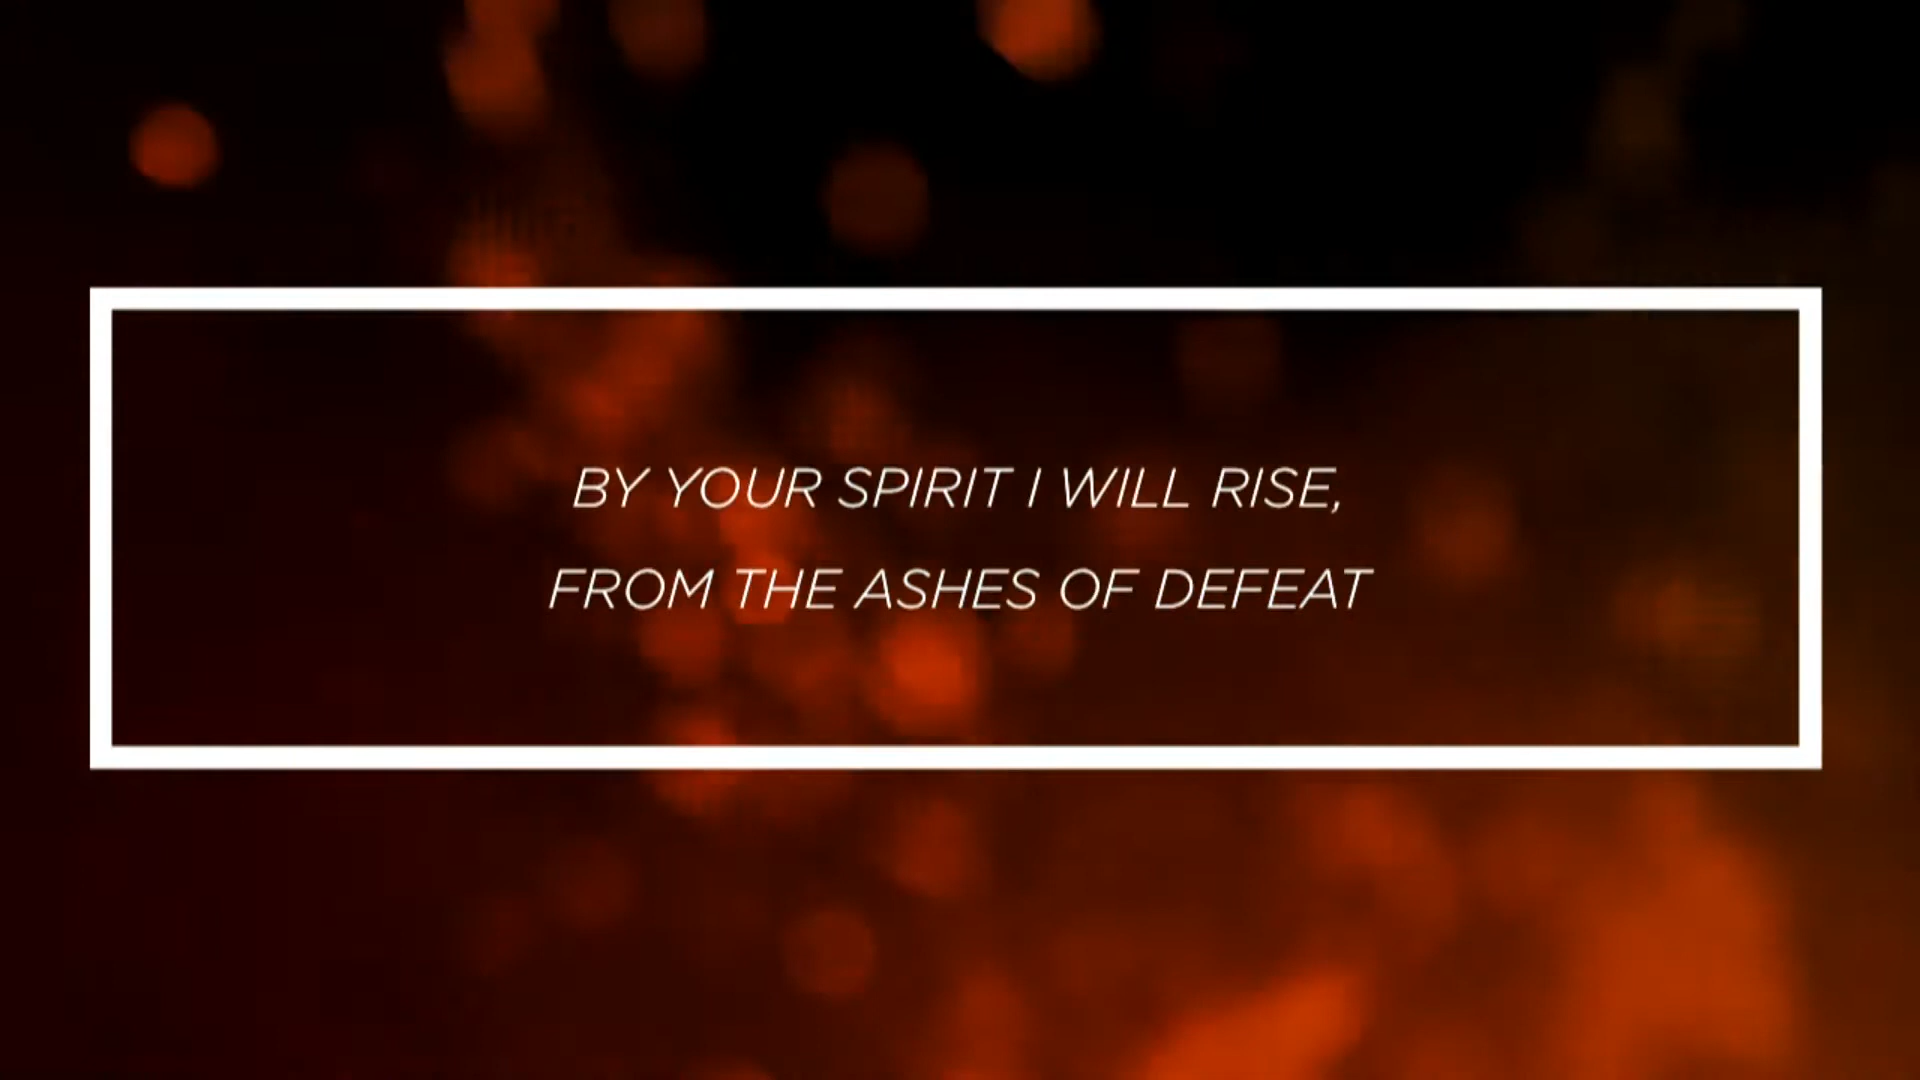 BY YOUR SPIRIT I WILL RISE,
FROM THE ASHES OF DEFEAT